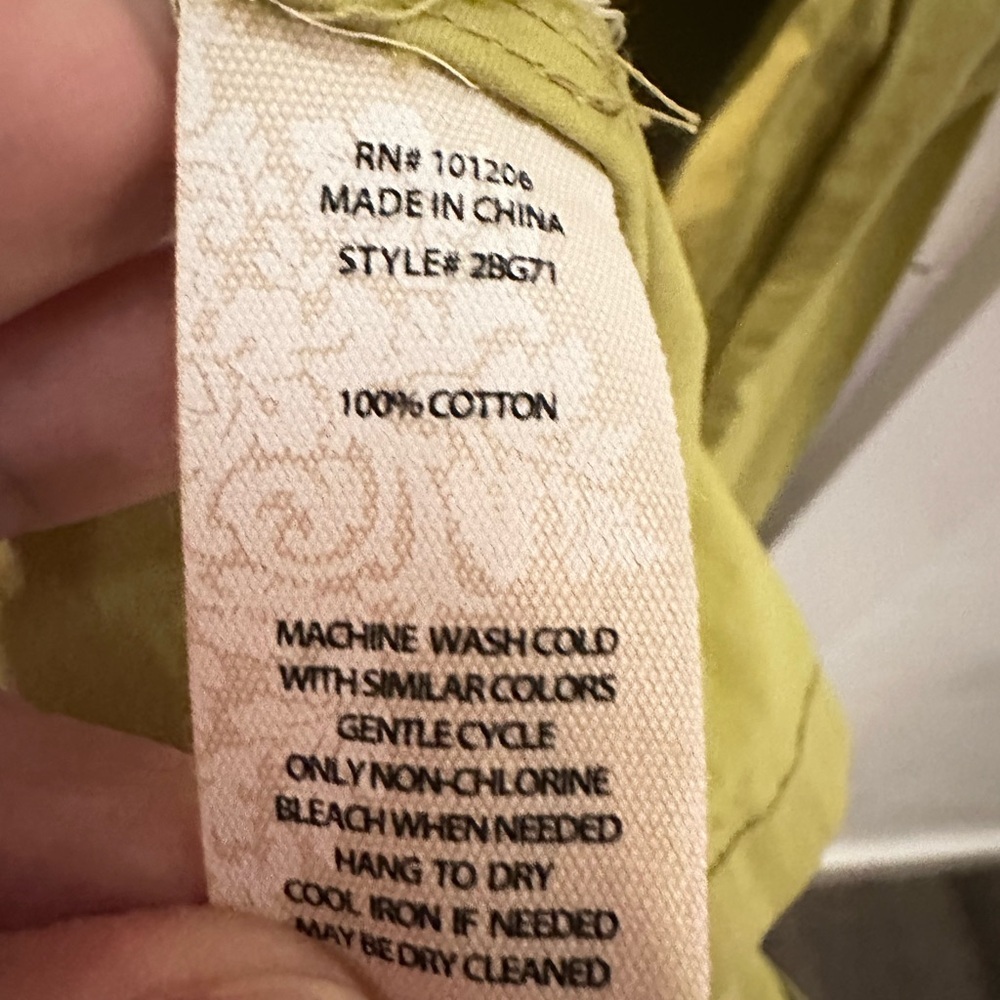 RN# 101206
MADE IN CHINA
STYLE# 2BG71
100% COTTON
MACHINE WASH COLD
WITH SIMILAR COLORS
GENTLE CYCLE
ONLY NON-CHLORINE
BLEACH WHEN NEEDED
HANG TO DRY
COOL IRON IF NEEDED
MAY BE DRY CLEANED